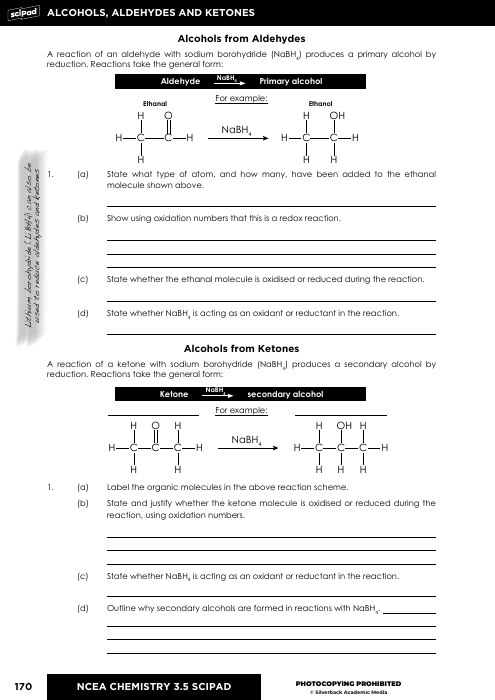 scipad
ALCOHOLS, ALDEHYDES AND KETONES
Alcohols from Aldehydes
A reaction of an aldehyde with sodium borohydride (NaBH4) produces a primary alcohol by
reduction. Reactions take the general form:
Aldehyde NaBH4 Primary alcohol
For example:
Ethanal Ethanol
H O H OH
H C C H NaBH4 H C C H
H H H
1. (a) State what type of atom, and how many, have been added to the ethanal
molecule shown above.
(b) Show using oxidation numbers that this is a redox reaction.
(c) State whether the ethanal molecule is oxidised or reduced during the reaction.
(d) State whether NaBH4 is acting as an oxidant or reductant in the reaction.
Lithium borohydride (LiBH4) can also be
used to reduce aldehydes and ketones
Alcohols from Ketones
A reaction of a ketone with sodium borohydride (NaBH4) produces a secondary alcohol by
reduction. Reactions take the general form:
Ketone NaBH4 secondary alcohol
For example:
H O H H OH H
H C C C H NaBH4 H C C C H
H H H H H
1. (a) Label the organic molecules in the above reaction scheme.
(b) State and justify whether the ketone molecule is oxidised or reduced during the
reaction, using oxidation numbers.
(c) State whether NaBH4 is acting as an oxidant or reductant in the reaction.
(d) Outline why secondary alcohols are formed in reactions with NaBH4.
170 NCEA CHEMISTRY 3.5 SCIPAD
PHOTOCOPYING PROHIBITED
© Silverback Academic Media